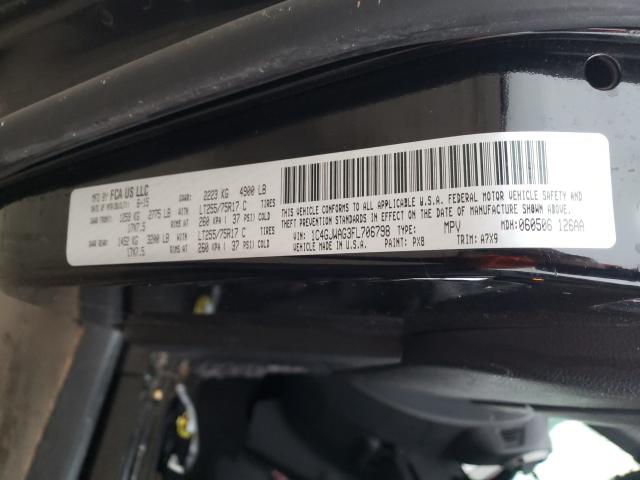 MFD BY FCA US LLC
DATE OF MFR 6-15 GVWR: 2223 KG 4900 LB
GAWR FRONT: 1259 KG 2775 LB WITH LT255/75R17 C TIRES
17X7.5 RIMS AT 260 KPA ( 37 PSI) COLD
GAWR REAR: 1452 KG 3200 LB WITH LT255/75R17 C TIRES
17X7.5 RIMS AT 260 KPA ( 37 PSI) COLD
THIS VEHICLE CONFORMS TO ALL APPLICABLE U.S.A. FEDERAL MOTOR VEHICLE SAFETY AND
THEFT PREVENTION STANDARDS IN EFFECT ON THE DATE OF MANUFACTURE SHOWN ABOVE.
VIN: 1C4GJWAG3FL706798 TYPE: MPV MDH: 060506 126AA
MADE IN U.S.A. PAINT: PX8 TRIM: A7X9